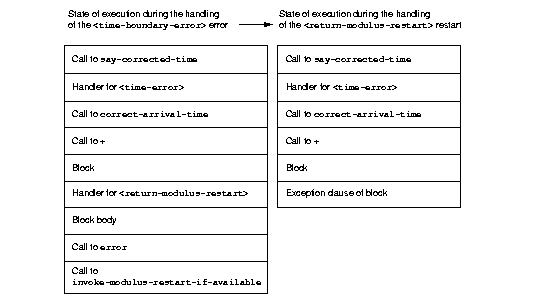 State of execution during the handling
of the <time-boundary-error> error
State of execution during the handling
of the <return-modulus-restart> restart
Call to say-corrected-time
Handler for <time-error>
Call to correct-arrival-time
Call to +
Block
Handler for <return-modulus-restart>
Block body
Call to error
Call to
invoke-modulus-restart-if-available
Call to say-corrected-time
Handler for <time-error>
Call to correct-arrival-time
Call to +
Block
Exception clause of block